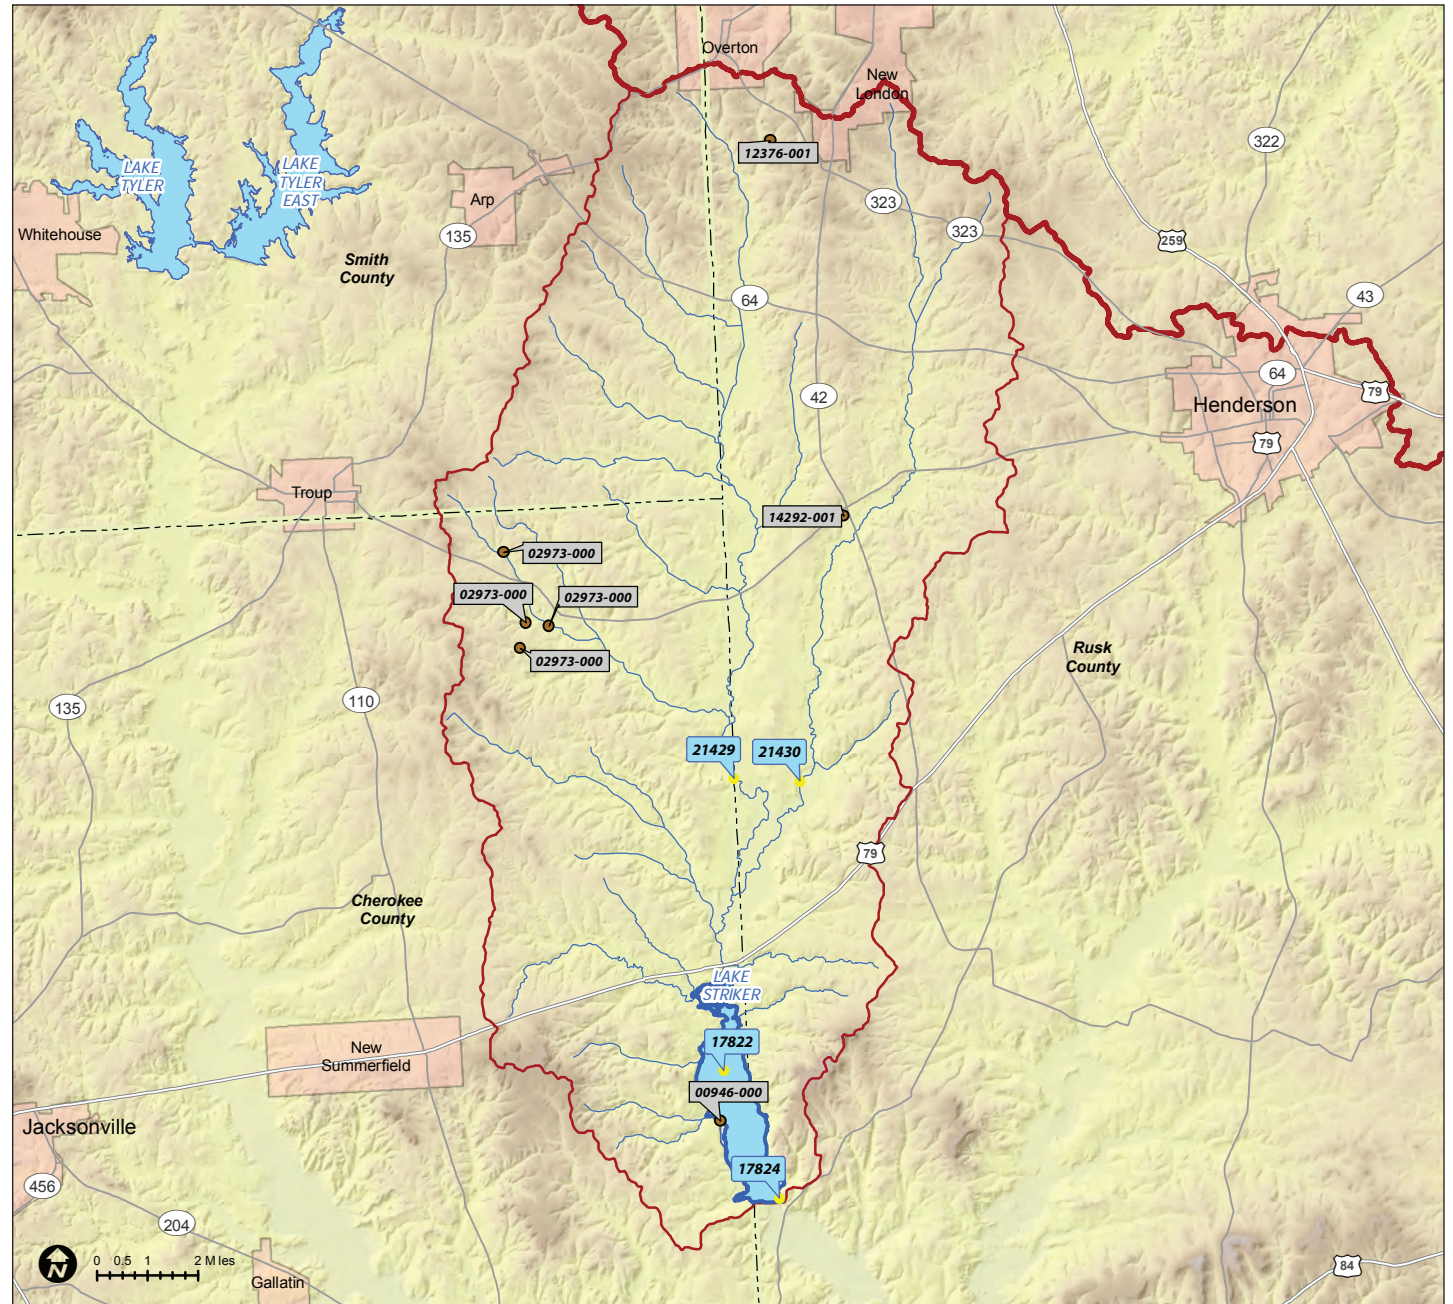 Overton
New
London
12376-001
322
LAKE
TYLER
LAKE
TYLER
EAST
Arp
323
323
Whitehouse
135
259
Smith
County
64
43
64
42
79
Henderson
79
Troup
14292-001
02973-000
02973-000
02973-000
02973-000
Rusk
County
135
110
21429
21430
79
Cherokee
County
LAKE
STRIKER
17822
New
Summerfield
00946-000
Jacksonville
17824
456
204
0 0.5 1 2 M les
N
Gallatin
84